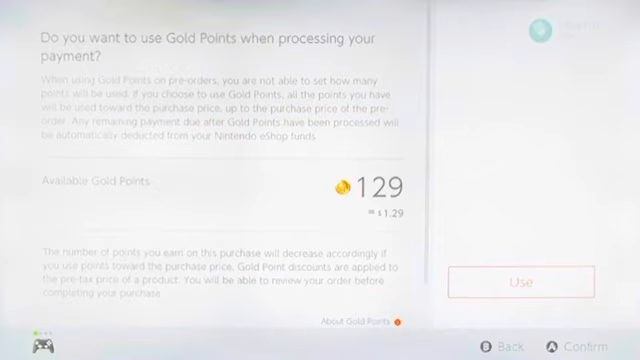 Do you want to use Gold Points when processing your
payment?
When using Gold Points on pre-orders, you are not able to set how many
points will be used. If you choose to use Gold Points, all the points you have
will be used toward the purchase price, up to the purchase price of the pre-
order. Any remaining payment due after Gold Points have been processed will
be automatically deducted from your Nintendo eShop funds.
Available Gold Points
129
= $1.29
The number of points you earn on this purchase will decrease accordingly if
you use points toward the purchase price. Gold Point discounts are applied to
the pre-tax price of a product. You will be able to review your order before
completing your purchase.
Use
About Gold Points
B Back
A Confirm